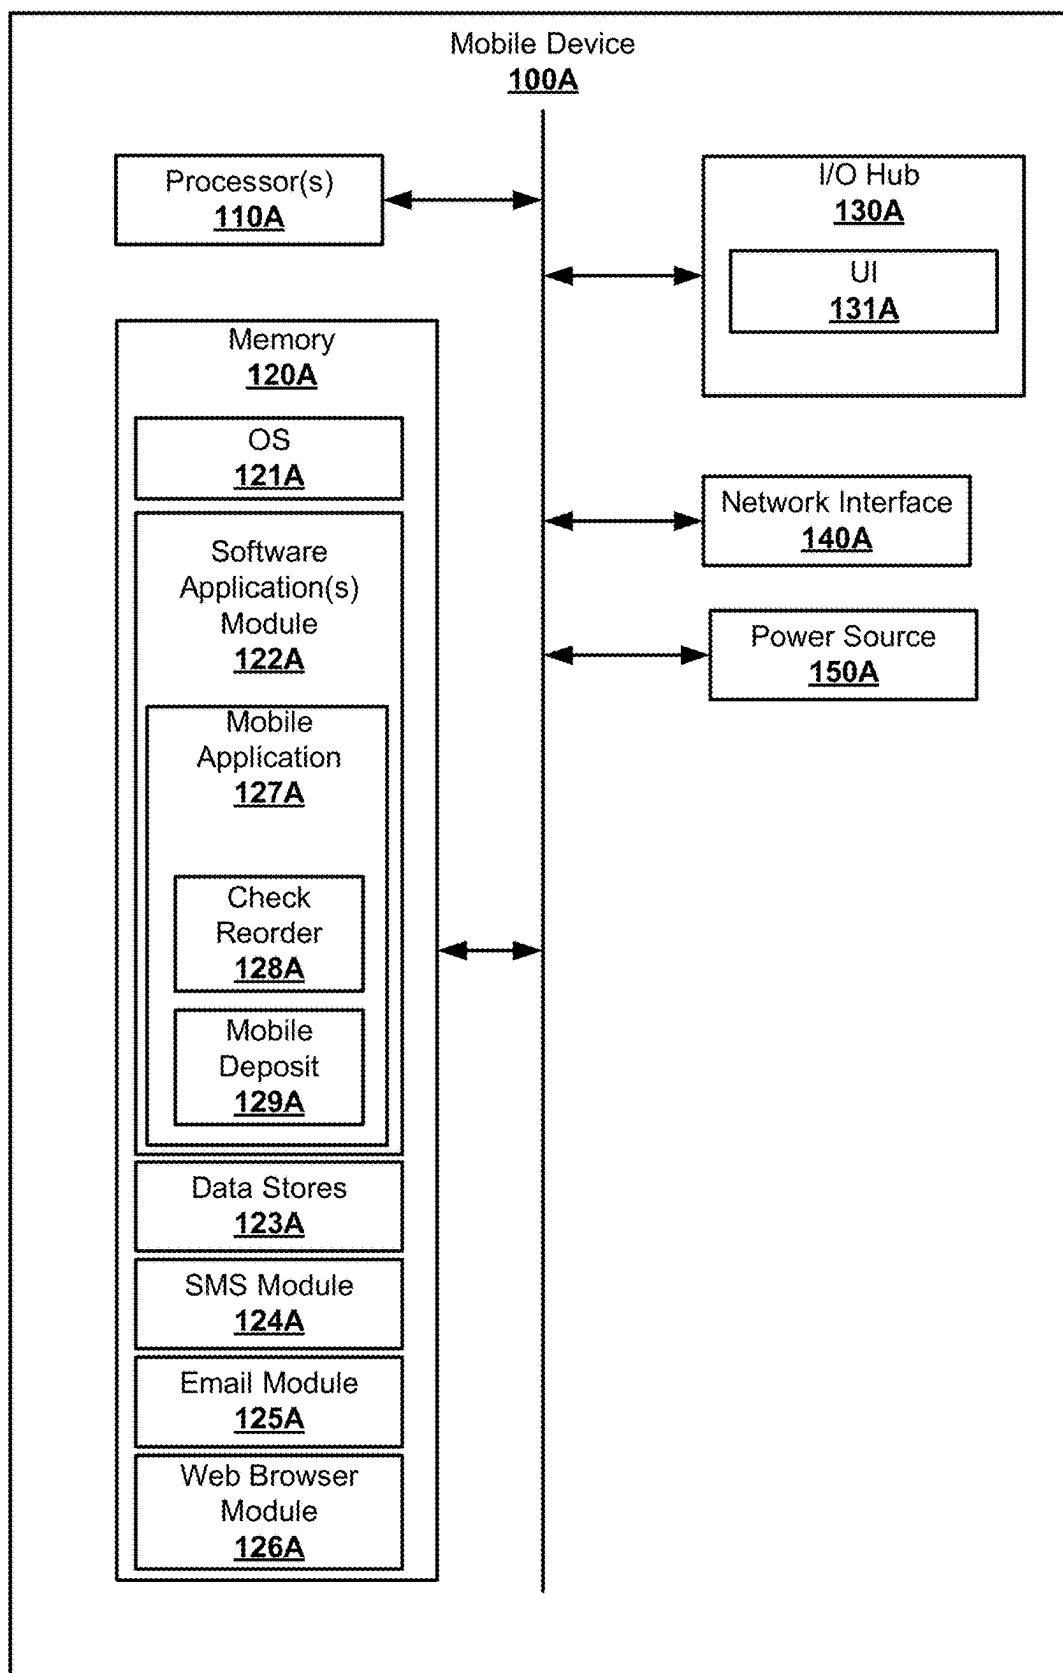 Mobile Device
100A
Processor(s)
110A
I/O Hub
130A
UI
131A
Memory
120A
OS
121A
Software
Application(s)
Module
122A
Mobile
Application
127A
Check
Reorder
128A
Mobile
Deposit
129A
Data Stores
123A
SMS Module
124A
Email Module
125A
Web Browser
Module
126A
Network Interface
140A
Power Source
150A